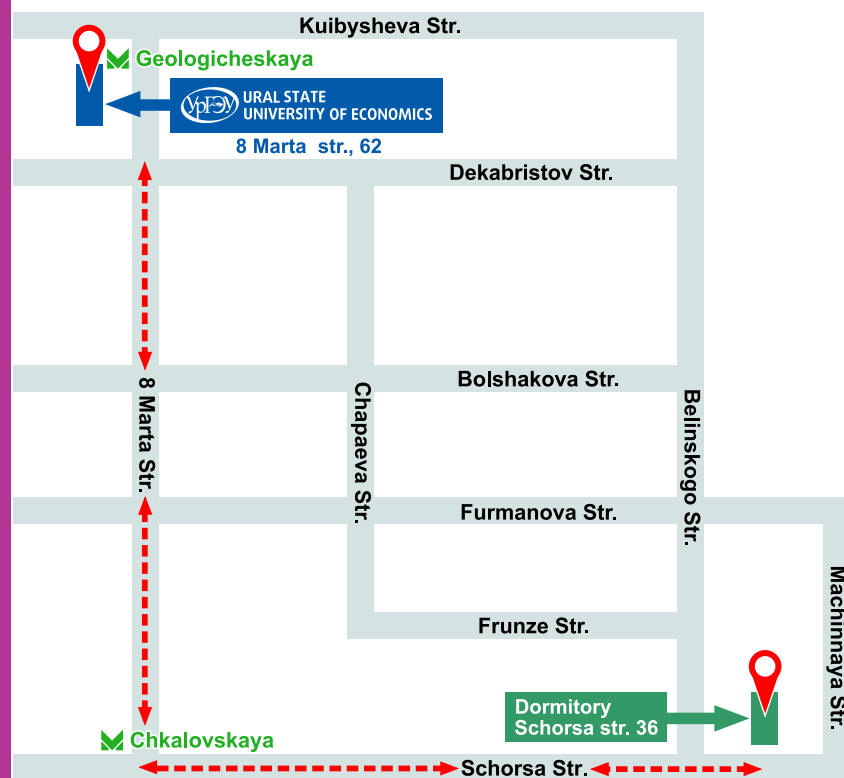 Kuibysheva Str.
Geologicheskaya
УрГЭУ
URAL STATE
UNIVERSITY OF ECONOMICS
8 Marta str., 62
Dekabristov Str.
Bolshakova Str.
8 Marta Str.
Chapaeva Str.
Belinskogo Str.
Furmanova Str.
Machinnaya Str.
Frunze Str.
Dormitory
Schorsa str. 36
Chkalovskaya
Schorsa Str.